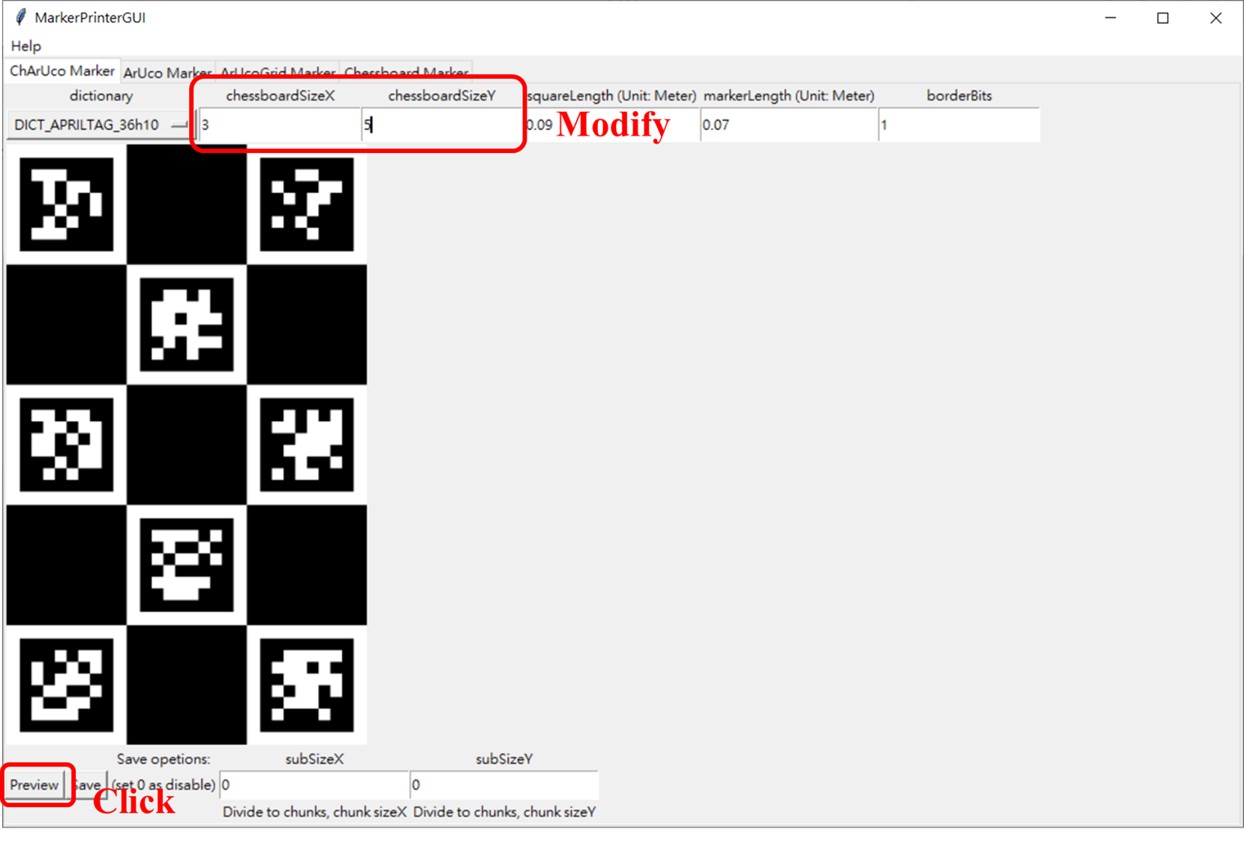 MarkerPrinterGUI
Help
ChArUco Marker ArUco Marker ArUcoGrid Marker Chessboard Marker
dictionary chessboardSizeX chessboardSizeY squareLength (Unit: Meter) markerLength (Unit: Meter) borderBits
DICT_APRILTAG_36h10 3 5 0.09 Modify 0.07 1
Save opetions: subSizeX subSizeY
Preview Save (set 0 as disable) 0 0
Click
Divide to chunks, chunk sizeX Divide to chunks, chunk sizeY